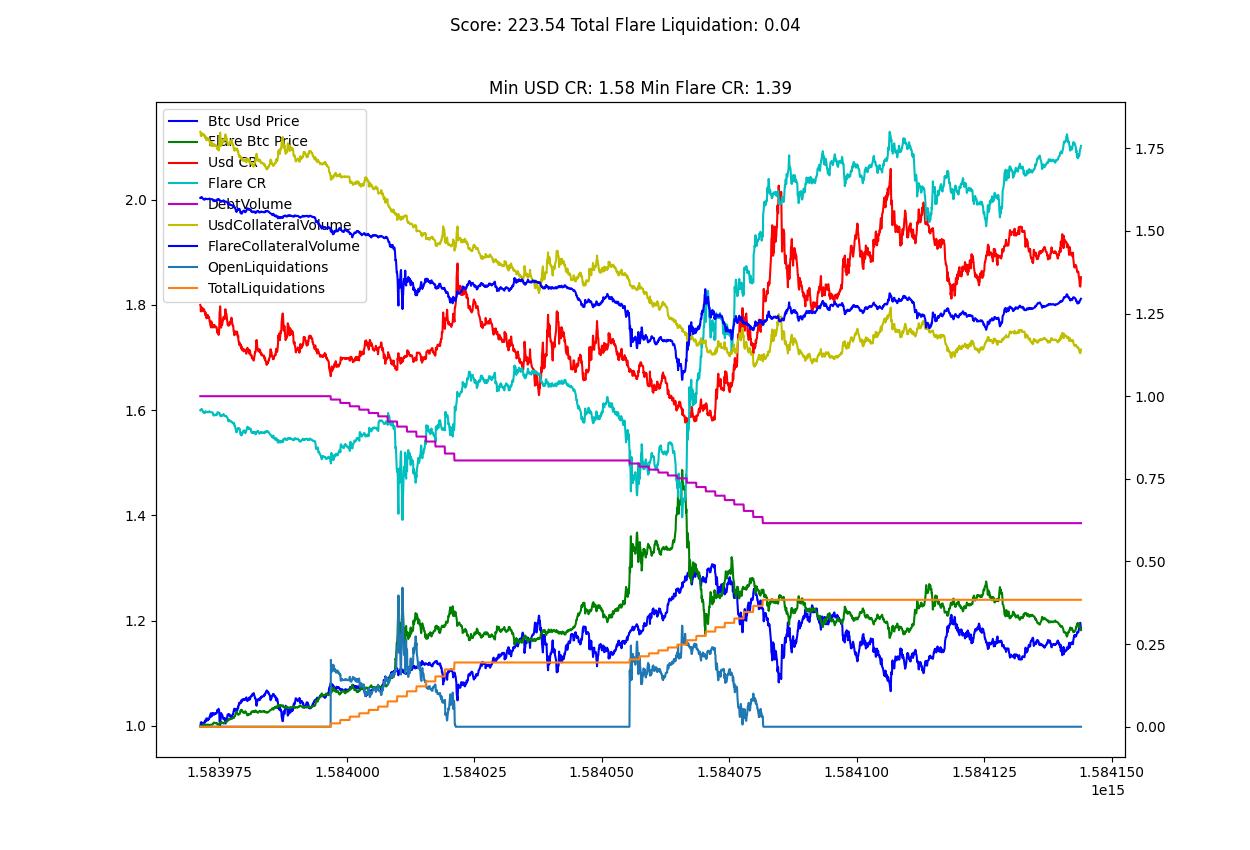 Score: 223.54 Total Flare Liquidation: 0.04
Min USD CR: 1.58 Min Flare CR: 1.39
Btc Usd Price
Flare Btc Price
Usd CR
Flare CR
DebtVolume
UsdCollateralVolume
FlareCollateralVolume
OpenLiquidations
TotalLiquidations
2.0
1.8
1.6
1.4
1.2
1.0
1.75
1.50
1.25
1.00
0.75
0.50
0.25
0.00
1.583975 1.584000 1.584025 1.584050 1.584075 1.584100 1.584125 1.584150
1e15